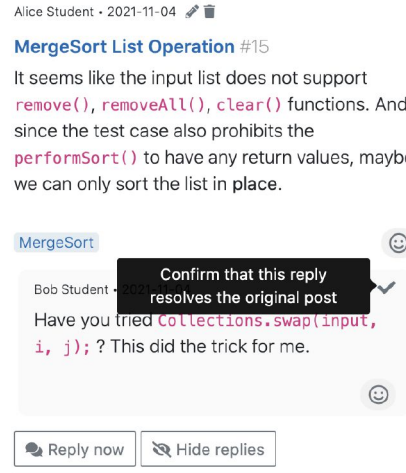 Alice Student • 2021-11-04
MergeSort List Operation #15
It seems like the input list does not support
remove(), removeAll(), clear() functions. And
since the test case also prohibits the
performSort() to have any return values, maybe
we can only sort the list in place.
MergeSort
Confirm that this reply
resolves the original post
Bob Student • 2021-11-04
Have you tried Collections.swap(input,
i, j); ? This did the trick for me.
Reply now
Hide replies